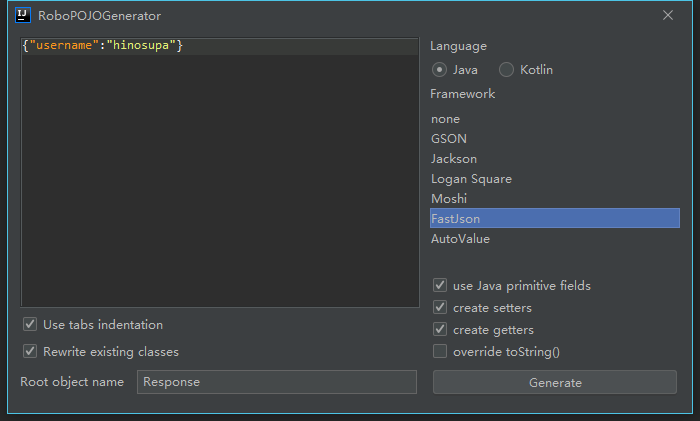 IJ RoboPOJOGenerator
{"username":"hinosupa"}
Language
Java Kotlin
Framework
none
GSON
Jackson
Logan Square
Moshi
FastJson
AutoValue
use Java primitive fields
create setters
create getters
override toString()
Use tabs indentation
Rewrite existing classes
Root object name Response
Generate